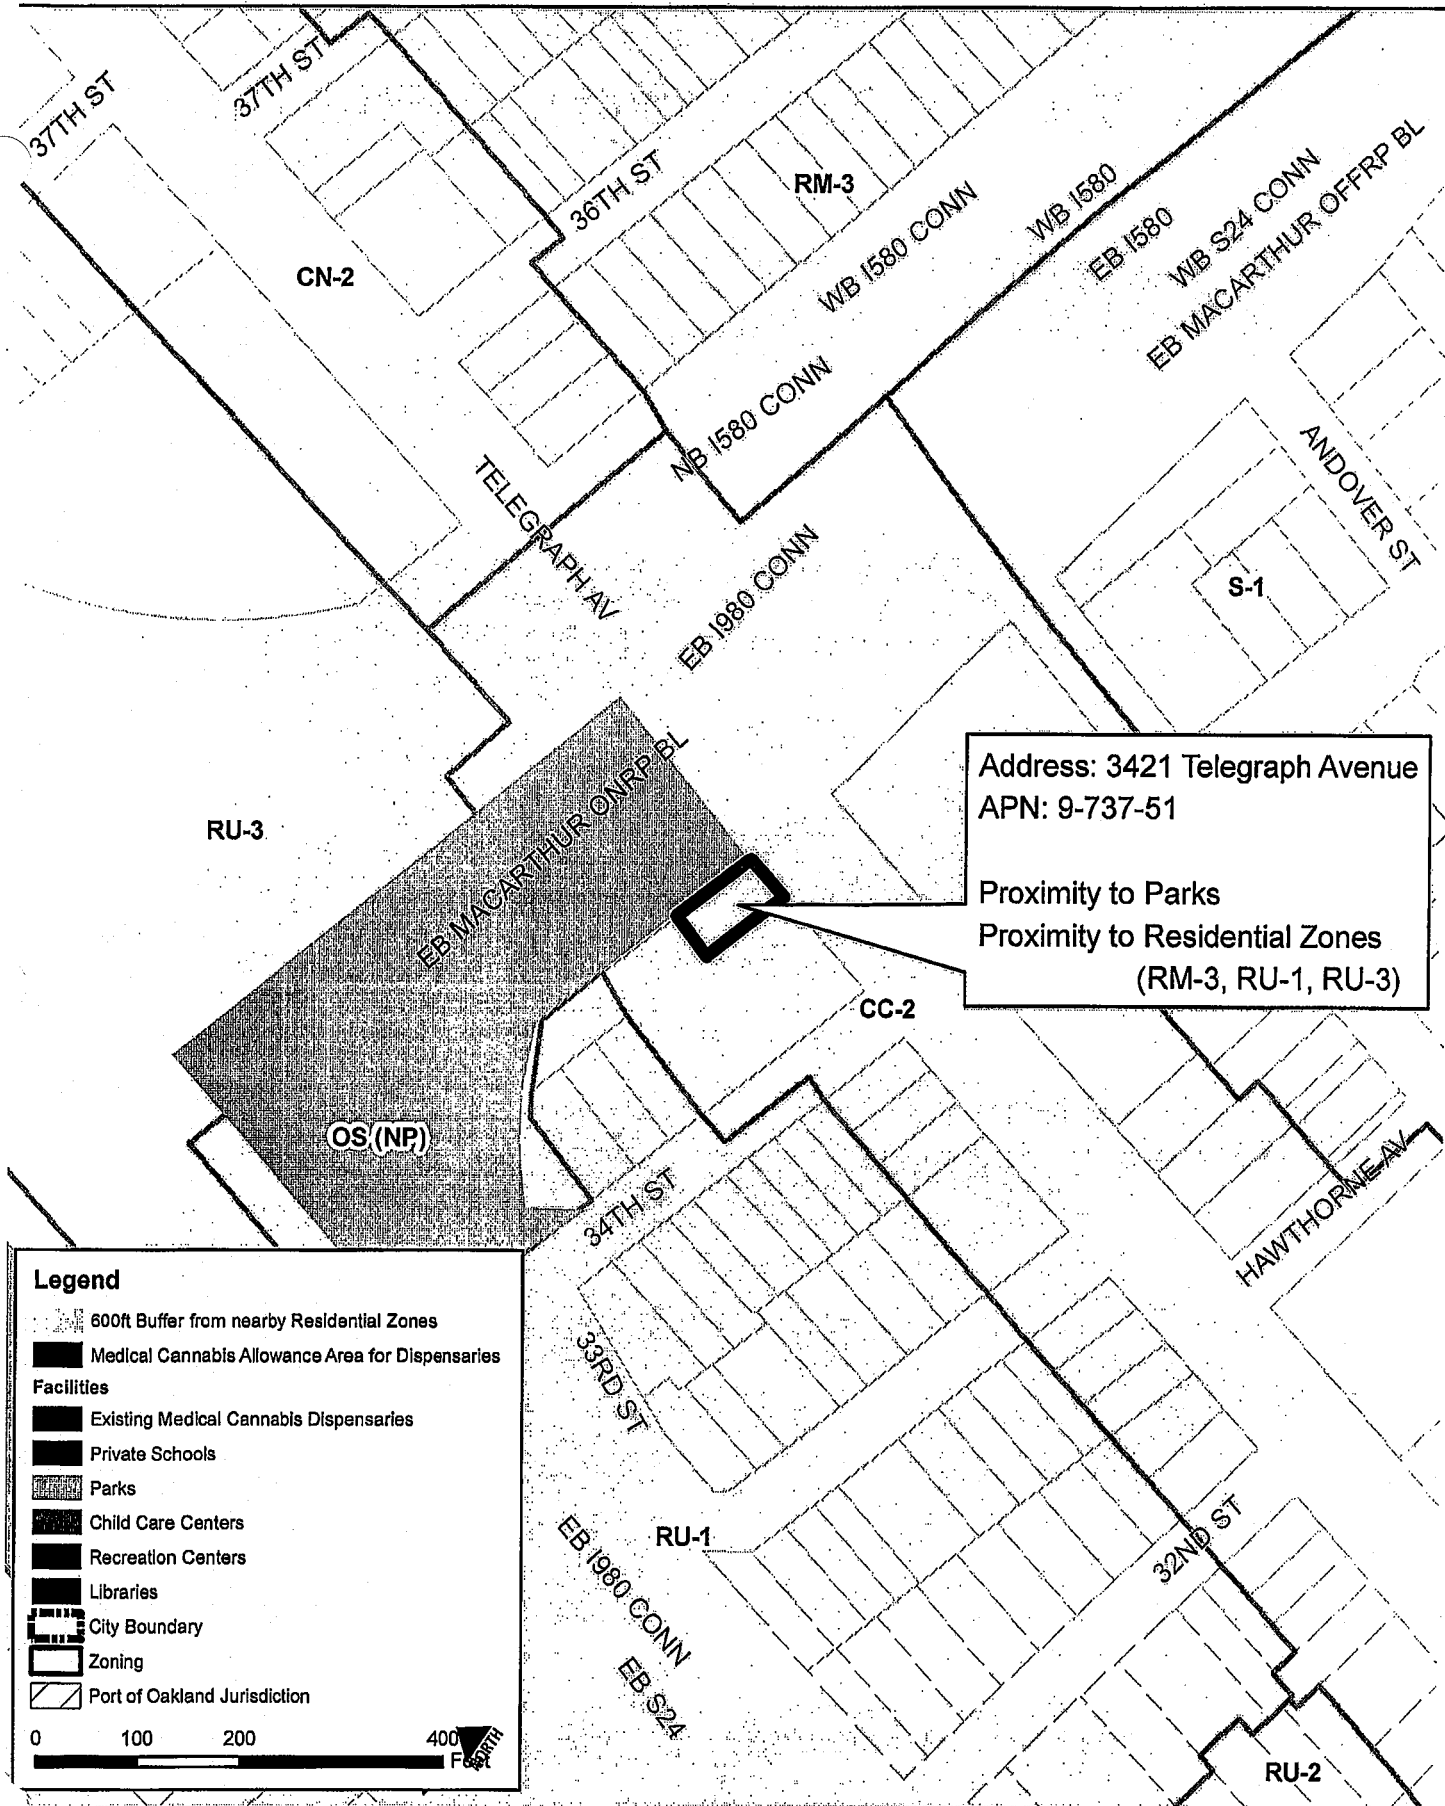 37TH ST
37TH ST
36TH ST
RM-3
CN-2
WB I580 CONN
WB I580
EB I580
WB S24 CONN
EB MACARTHUR OFFRP BL
NB I580 CONN
TELEGRAPH AV
EB I980 CONN
ANDOVER ST
S-1
RU-3
EB MACARTHUR ONRP BL
Address: 3421 Telegraph Avenue
APN: 9-737-51
Proximity to Parks
Proximity to Residential Zones
(RM-3, RU-1, RU-3)
CC-2
OS (NP)
34TH ST
HAWTHORNE AV
33RD ST
RU-1
EB I980 CONN
EB S24
32ND ST
RU-2
Legend
600ft Buffer from nearby Residential Zones
Medical Cannabis Allowance Area for Dispensaries
Facilities
Existing Medical Cannabis Dispensaries
Private Schools
Parks
Child Care Centers
Recreation Centers
Libraries
City Boundary
Zoning
Port of Oakland Jurisdiction
0 100 200 400
Feet
NORTH